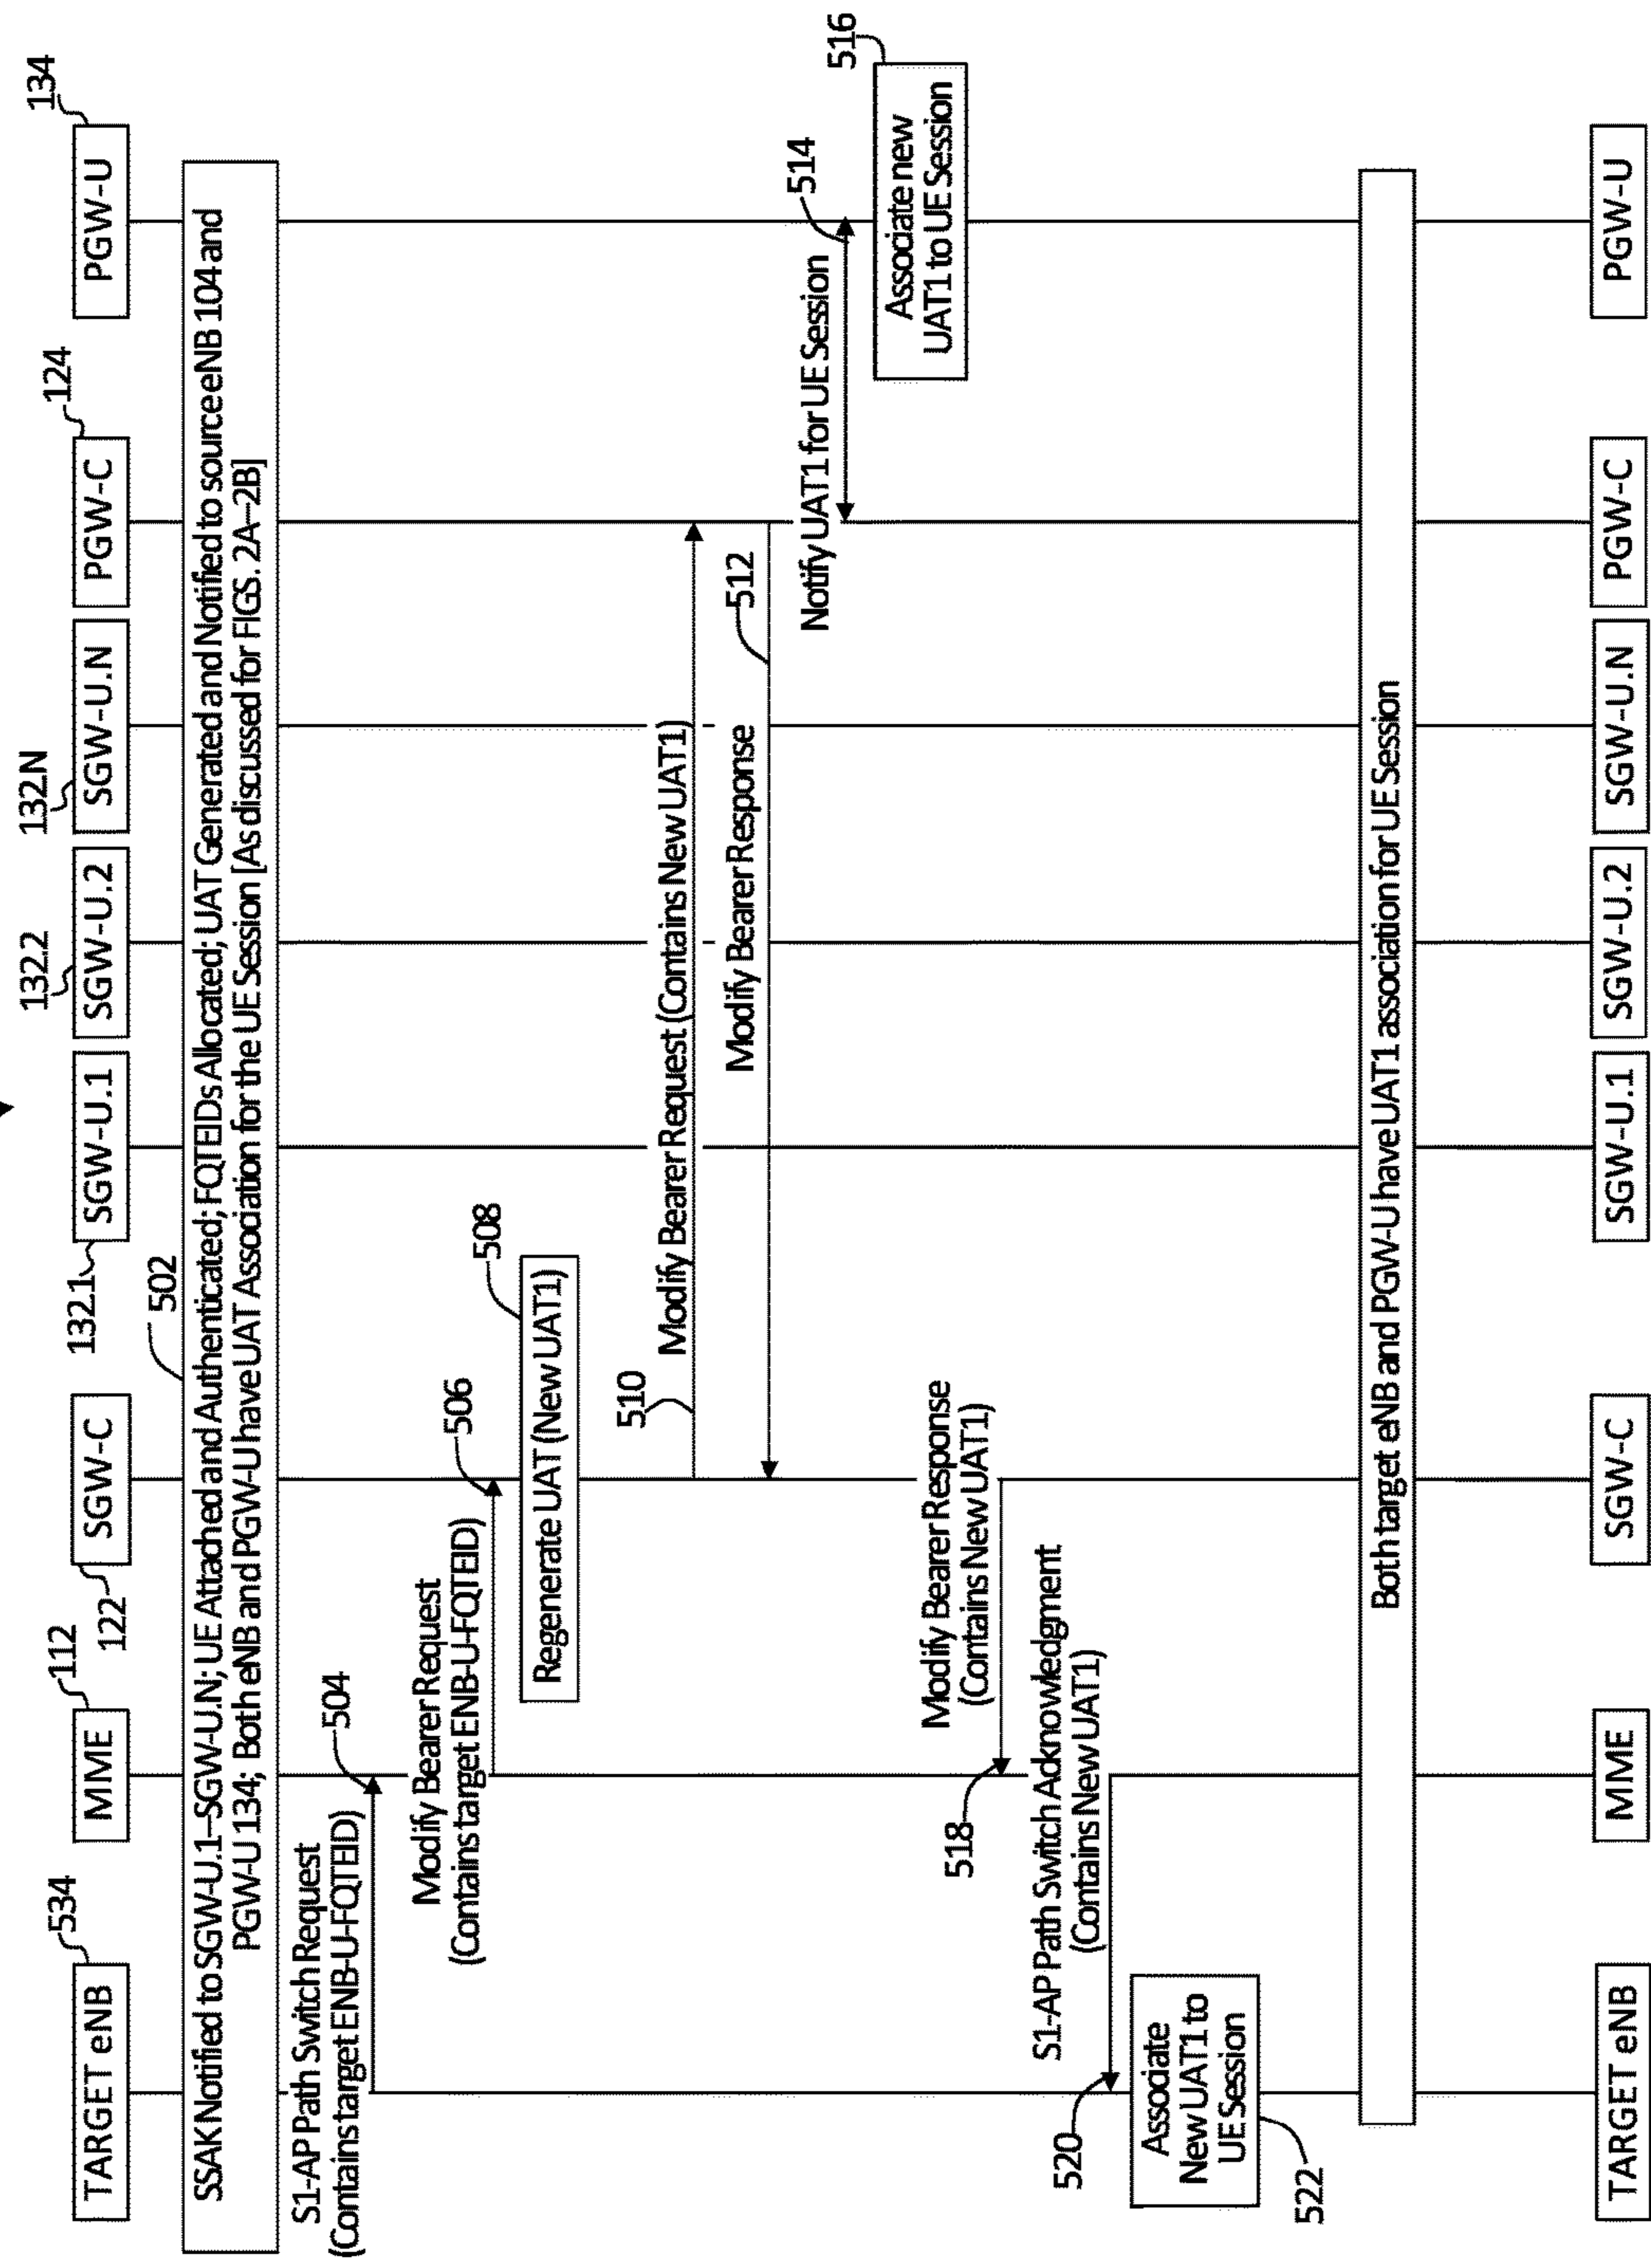 TARGET eNB
534
MME
112
SGW-C
122
SGW-U.1
132.1
SGW-U.2
132.2
SGW-U.N
132.N
PGW-C
124
PGW-U
134
502
SSAK Notified to SGW-U.1–SGW-U.N; UE Attached and Authenticated; FQTEIDs Allocated; UAT Generated and Notified to source eNB 104 and
PGW-U 134; Both eNB and PGW-U have UAT Association for the UE Session [As discussed for FIGS. 2A–2B]
S1-AP Path Switch Request
(Contains target ENB-U-FQTEID)
504
Modify Bearer Request
(Contains target ENB-U-FQTEID)
506
Regenerate UAT (New UAT1)
508
510
Modify Bearer Request (Contains New UAT1)
Modify Bearer Response
512
Notify UAT1 for UE Session
514
Associate new
UAT1 to UE Session
516
Modify Bearer Response
(Contains New UAT1)
518
S1-AP Path Switch Acknowledgment
(Contains New UAT1)
520
Associate
New UAT1 to
UE Session
522
Both target eNB and PGW-U have UAT1 association for UE Session
TARGET eNB
MME
SGW-C
SGW-U.1
SGW-U.2
SGW-U.N
PGW-C
PGW-U